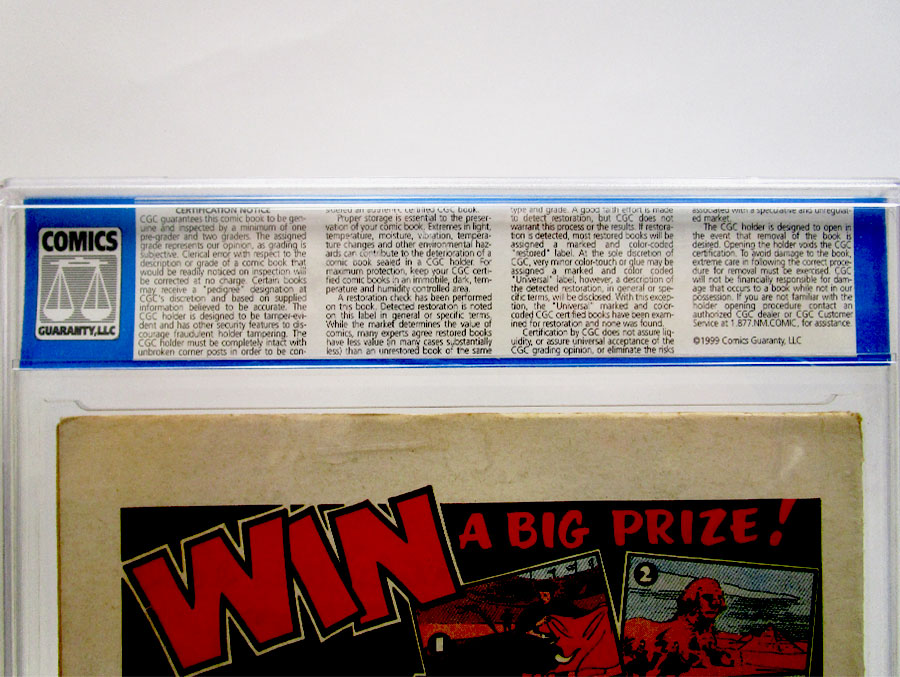 COMICS
GUARANTY, LLC
CERTIFICATION NOTICE
CGC guarantees this comic book to be gen-
uine and inspected by a minimum of one
pre-grader and two graders. The assigned
grade represents our opinion, as grading is
subjective. Clerical error with respect to the
description or grade of a comic book that
would be readily noticed on inspection will
be corrected at no charge. Certain books
may receive a "pedigree" designation at
CGC's discretion and based on supplied
information believed to be accurate. The
CGC holder is designed to be tamper-evi-
dent and has other security features to dis-
courage fraudulent holder tampering. The
CGC holder must be completely intact with
unbroken corner posts in order to be con-
sidered an authentic certified CGC book.
Proper storage is essential to the preser-
vation of your comic book. Extremes in light,
temperature, moisture, vibration, tempera-
ture changes and other environmental haz-
ards can contribute to the deterioration of a
comic book sealed in a CGC holder. For
maximum protection, keep your CGC certi-
fied comic books in an immobile, dark, tem-
perature and humidity controlled area.
A restoration check has been performed
on this book. Detected restoration is noted
on this label in general or specific terms.
While the market determines the value of
comics, many experts agree restored books
have less value (in many cases substantially
less) than an unrestored book of the same
type and grade. A good faith effort is made
to detect restoration, but CGC does not
warrant this process or the results. If restora-
tion is detected, most restored books will be
assigned a marked and color-coded
"restored" label. At the sole discretion of
CGC, very minor color-touch or glue may be
assigned a marked and color coded
"Universal" label, however, a description of
the detected restoration, in general or spe-
cific terms, will be disclosed. With this excep-
tion, the "Universal" marked and color-
coded CGC certified books have been exam-
ined for restoration and none was found.
Certification by CGC does not assure liq-
uidity, or assure universal acceptance of the
CGC grading opinion, or eliminate the risks
associated with a speculative and unregulat-
ed market.
The CGC holder is designed to open in
the event that removal of the book is
desired. Opening the holder voids the CGC
certification. To avoid damage to the book,
extreme care in following the correct proce-
dure for removal must be exercised. CGC
will not be financially responsible for dam-
age that occurs to a book while not in our
possession. If you are not familiar with the
holder opening procedure contact an
authorized CGC dealer or CGC Customer
Service at 1.877.NM.COMIC, for assistance.
©1999 Comics Guaranty, LLC
WIN A BIG PRIZE!
1
2